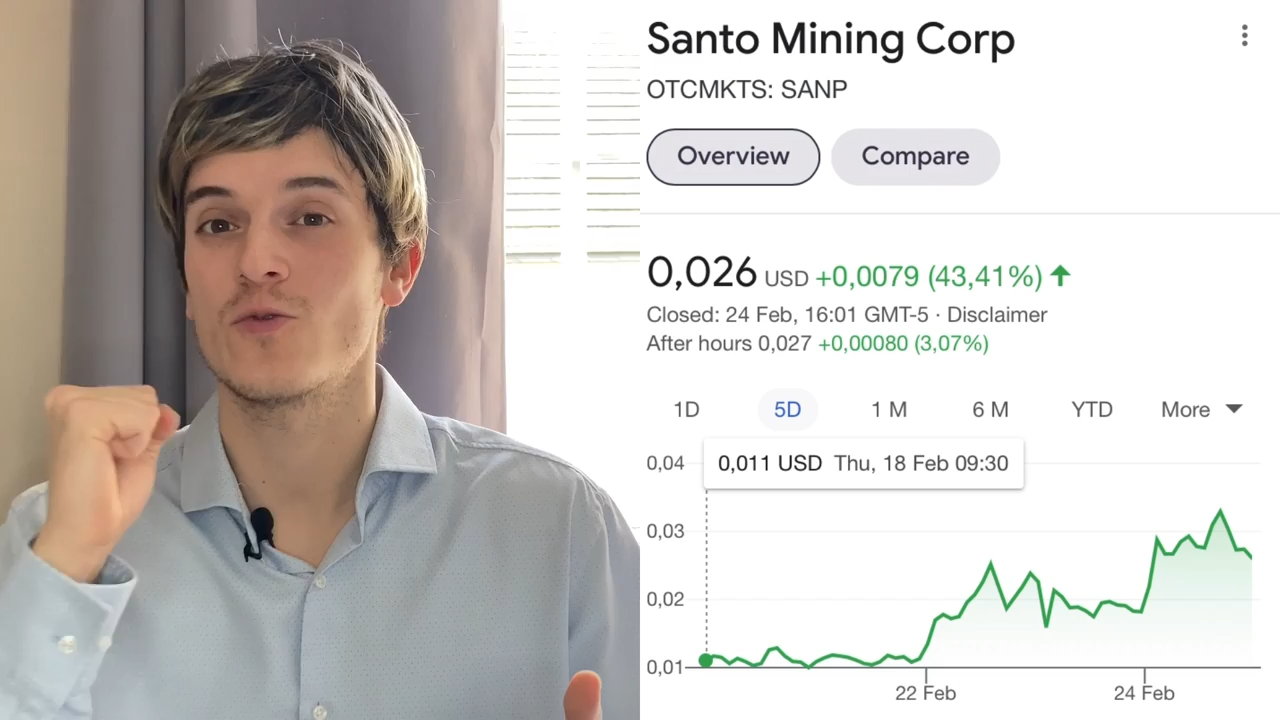 Santo Mining Corp
OTCMKTS: SANP
Overview
Compare
0,026 USD +0,0079 (43,41%)
Closed: 24 Feb, 16:01 GMT-5 · Disclaimer
After hours 0,027 +0,00080 (3,07%)
1D 5D 1 M 6 M YTD More
0,04
0,011 USD Thu, 18 Feb 09:30
0,03
0,02
0,01
22 Feb 24 Feb